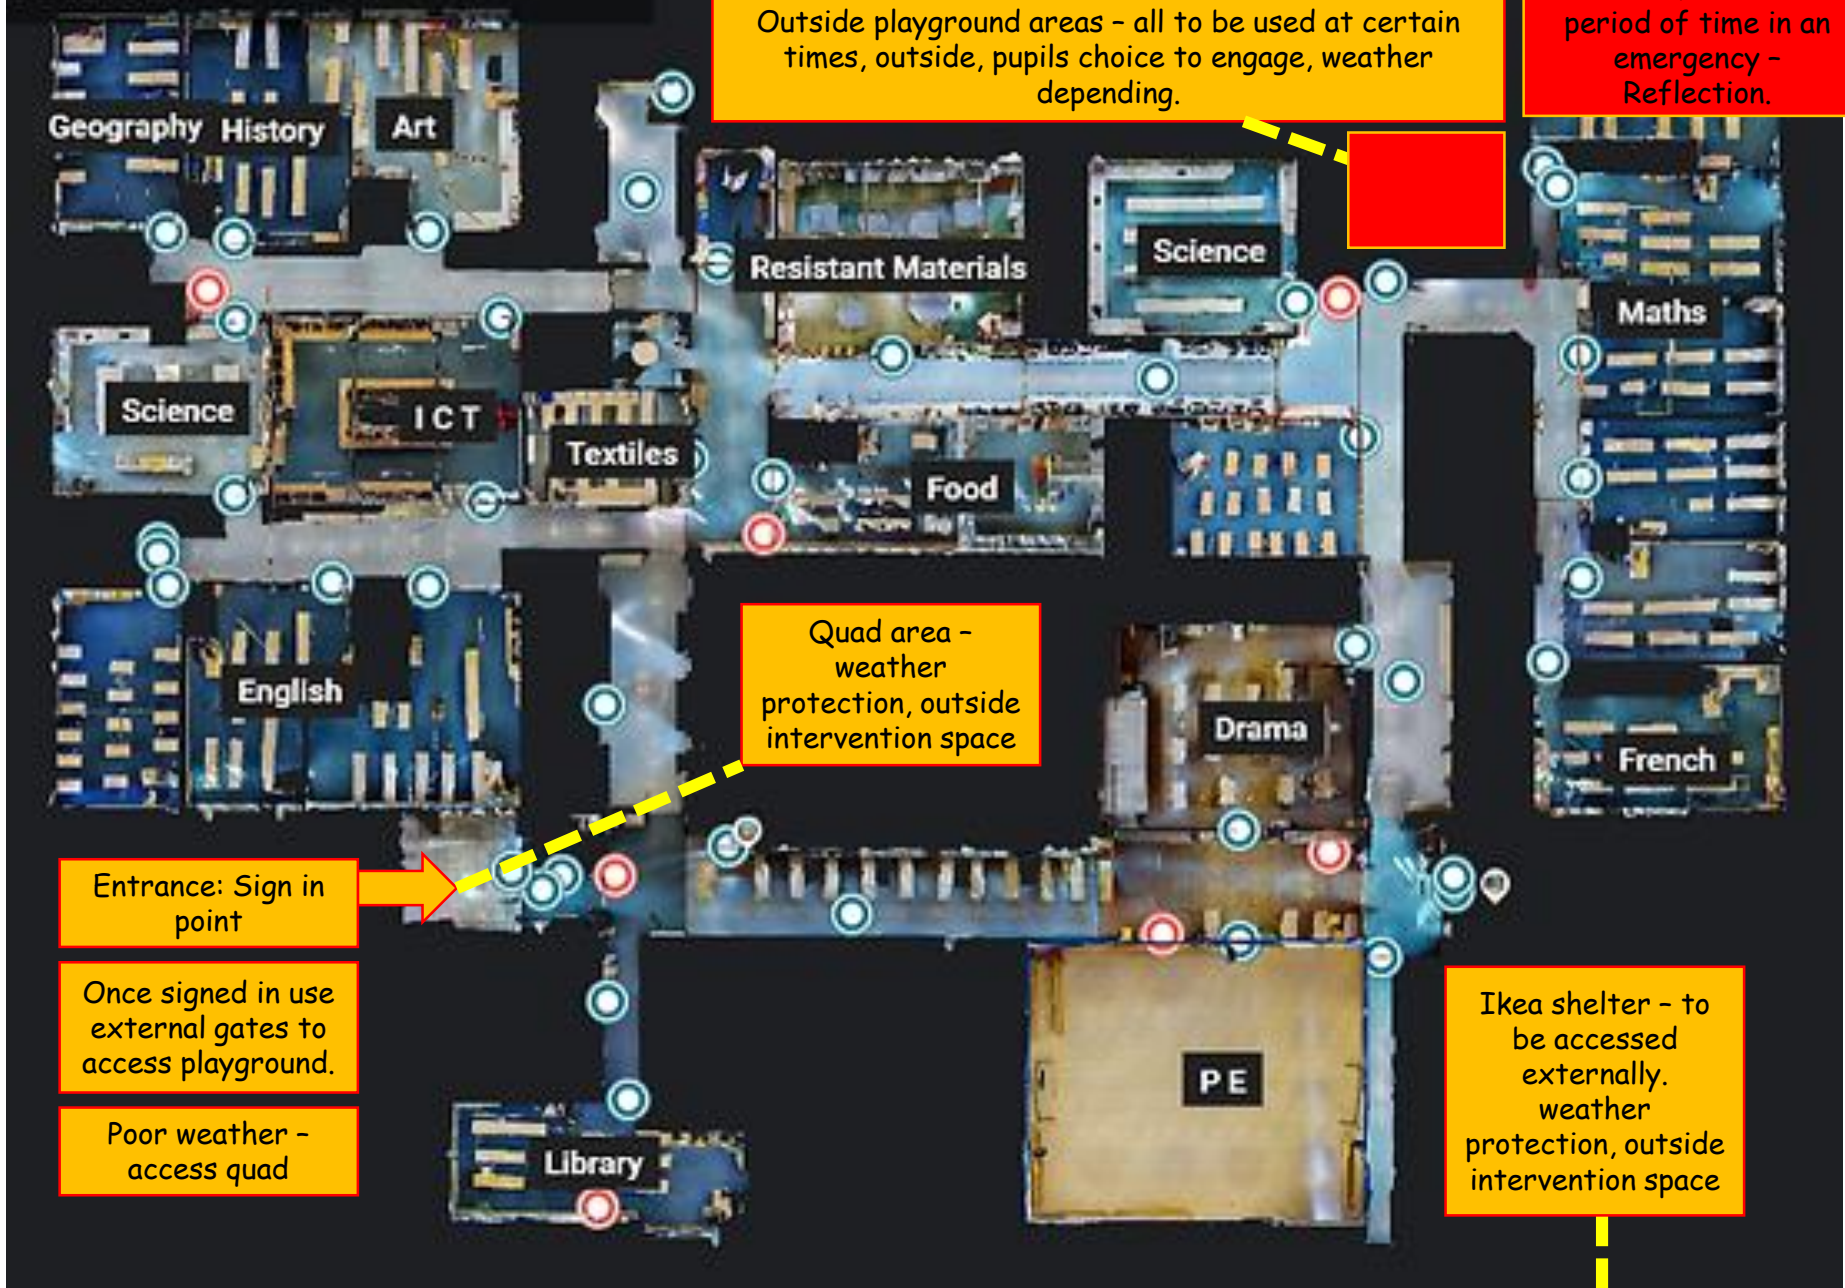 Outside playground areas – all to be used at certain
times, outside, pupils choice to engage, weather
depending.
period of time in an
emergency –
Reflection.
Geography
History
Art
Resistant Materials
Science
Maths
Science
ICT
Textiles
Food
English
Quad area –
weather
protection, outside
intervention space
Drama
French
Entrance: Sign in
point
Once signed in use
external gates to
access playground.
Poor weather –
access quad
Library
PE
Ikea shelter – to
be accessed
externally.
weather
protection, outside
intervention space